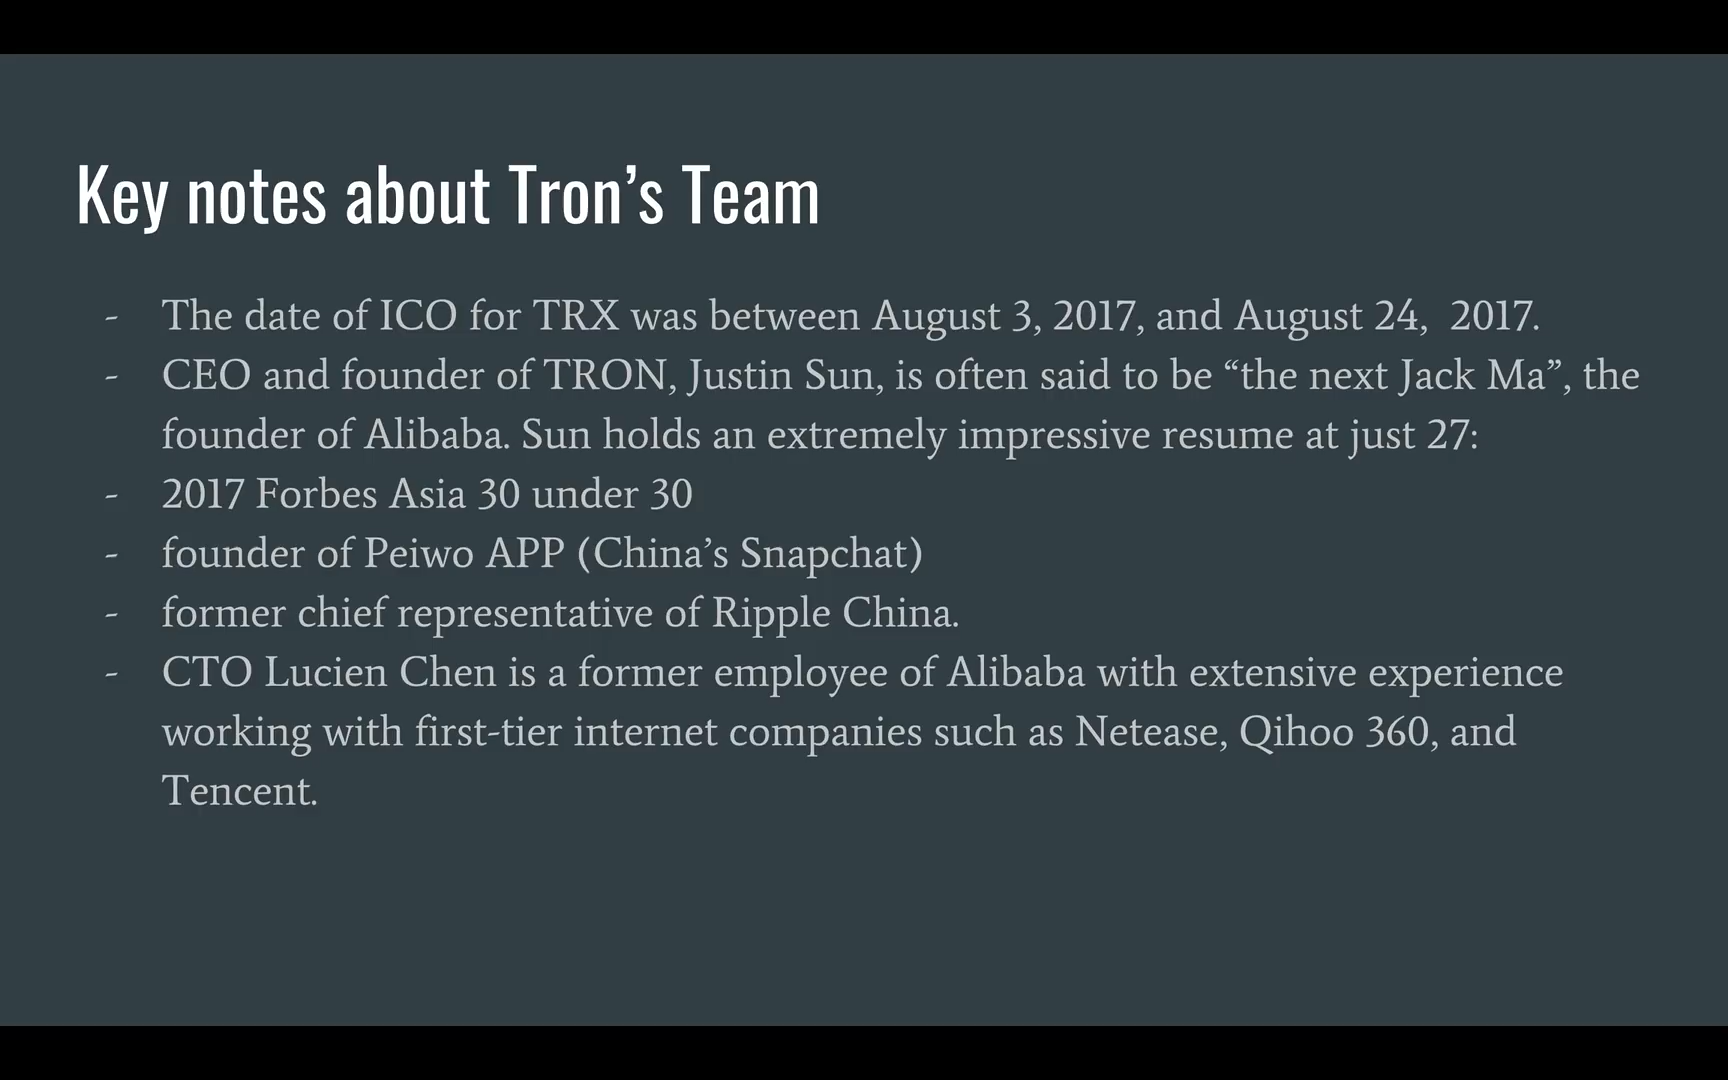 Key notes about Tron’s Team
- The date of ICO for TRX was between August 3, 2017, and August 24,  2017.
- CEO and founder of TRON, Justin Sun, is often said to be “the next Jack Ma”, the
founder of Alibaba. Sun holds an extremely impressive resume at just 27:
- 2017 Forbes Asia 30 under 30
- founder of Peiwo APP (China’s Snapchat)
- former chief representative of Ripple China.
- CTO Lucien Chen is a former employee of Alibaba with extensive experience
working with first-tier internet companies such as Netease, Qihoo 360, and
Tencent.